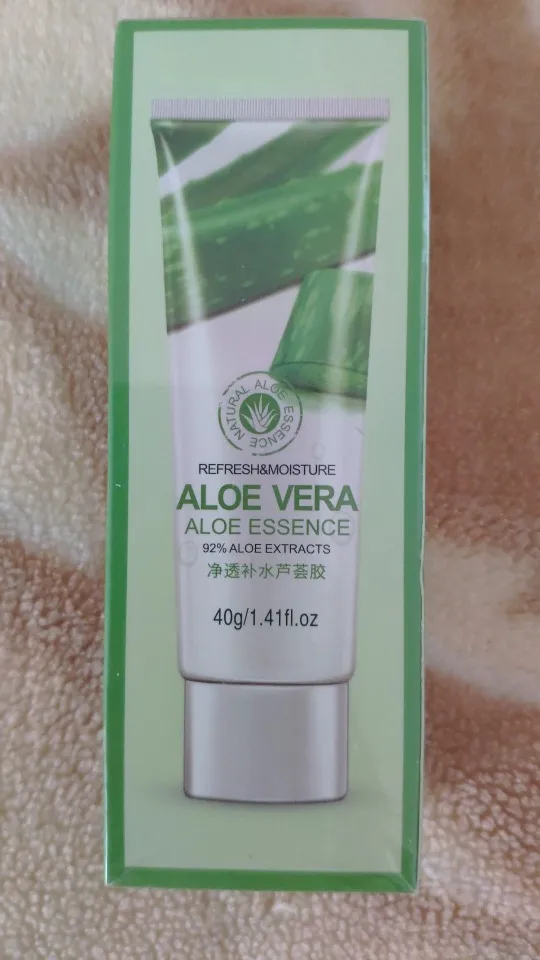 NATURAL ALOE ESSENCE
REFRESH&MOISTURE
ALOE VERA
ALOE ESSENCE
92% ALOE EXTRACTS
净透补水芦荟胶
40g/1.41fl.oz